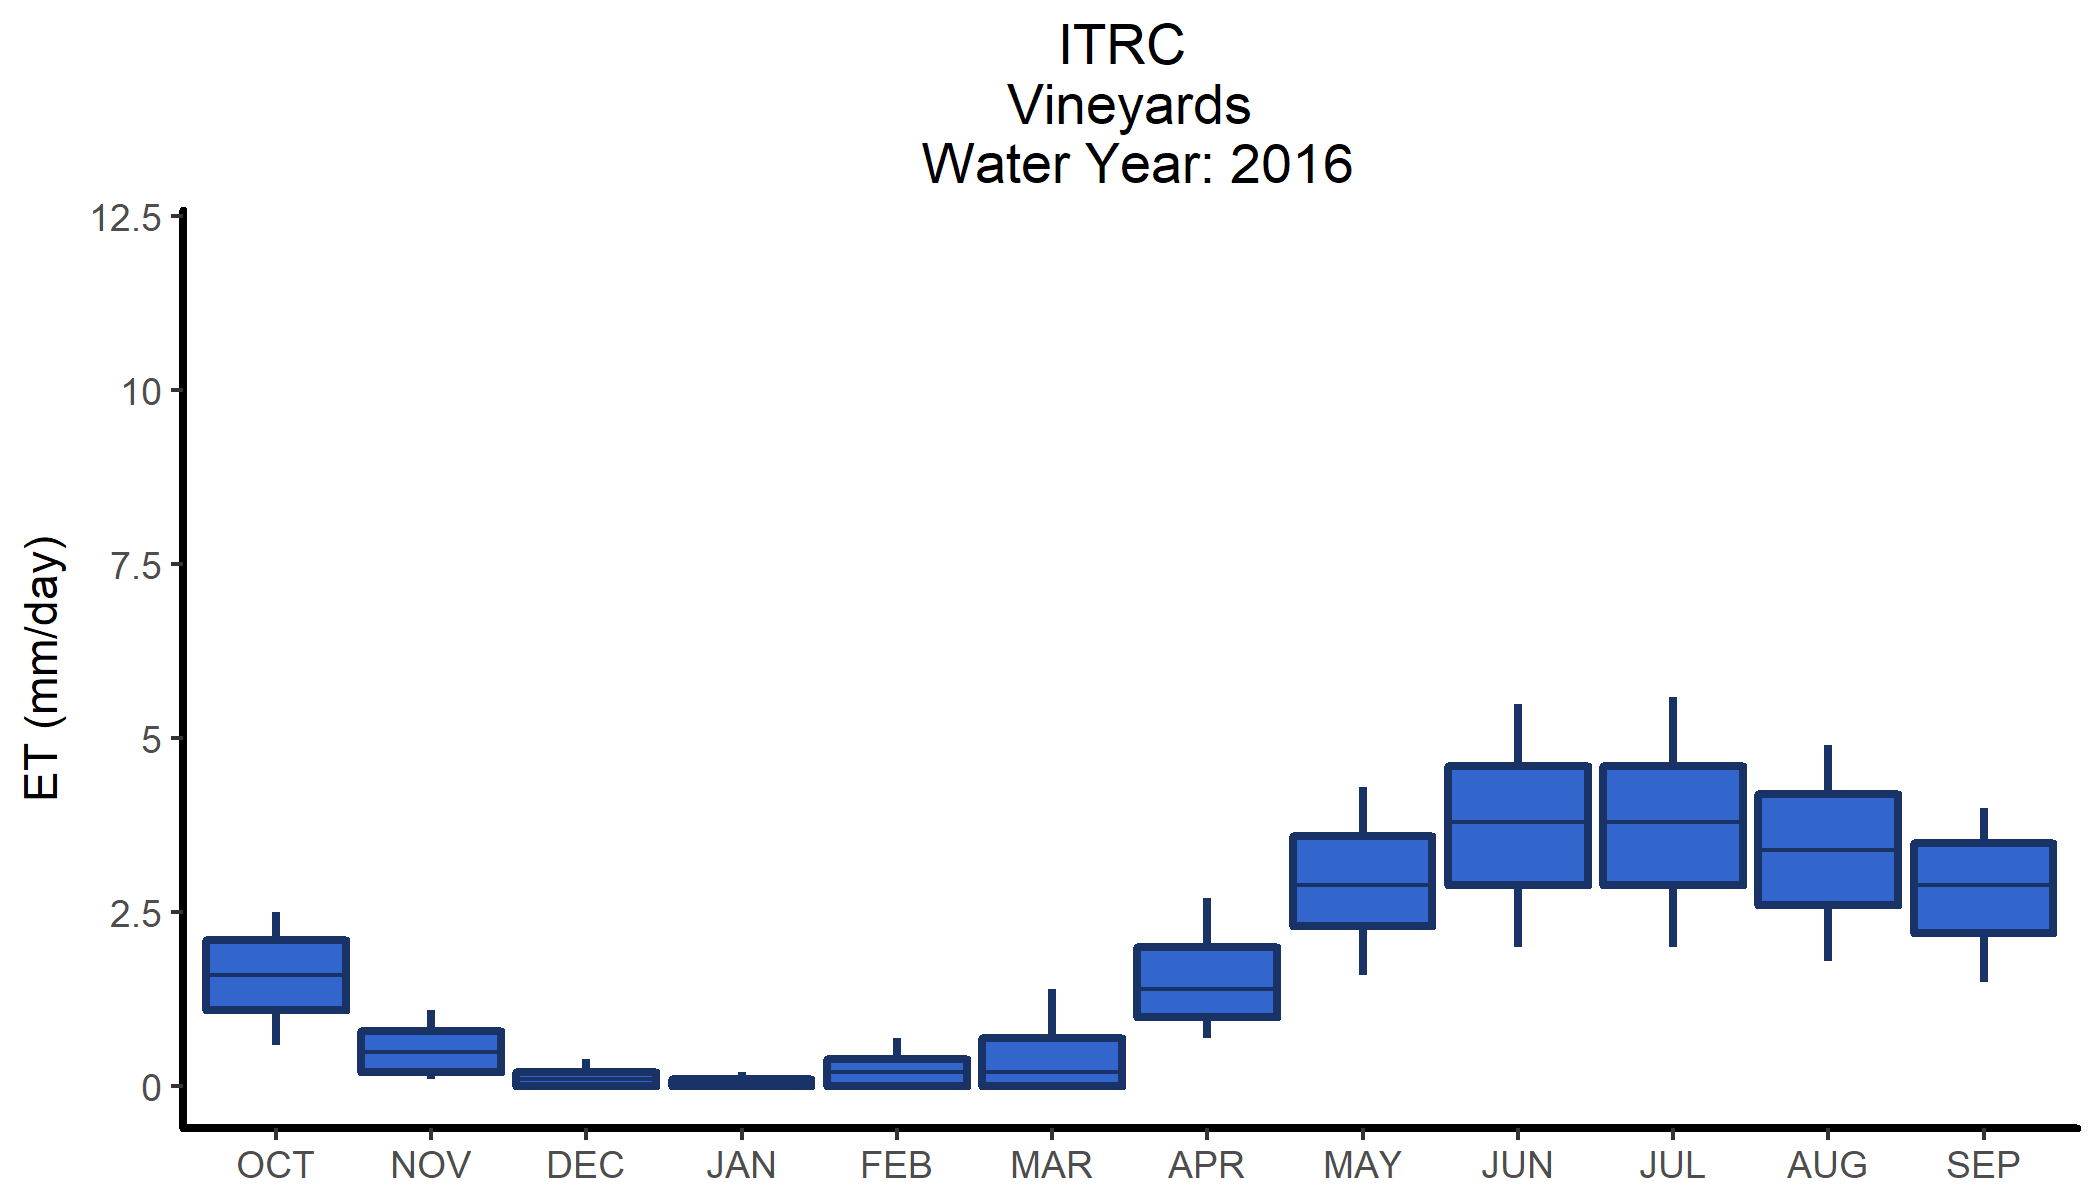 ITRC
Vineyards
Water Year: 2016
ET (mm/day)
12.5
10
7.5
5
2.5
0
OCT NOV DEC JAN FEB MAR APR MAY JUN JUL AUG SEP